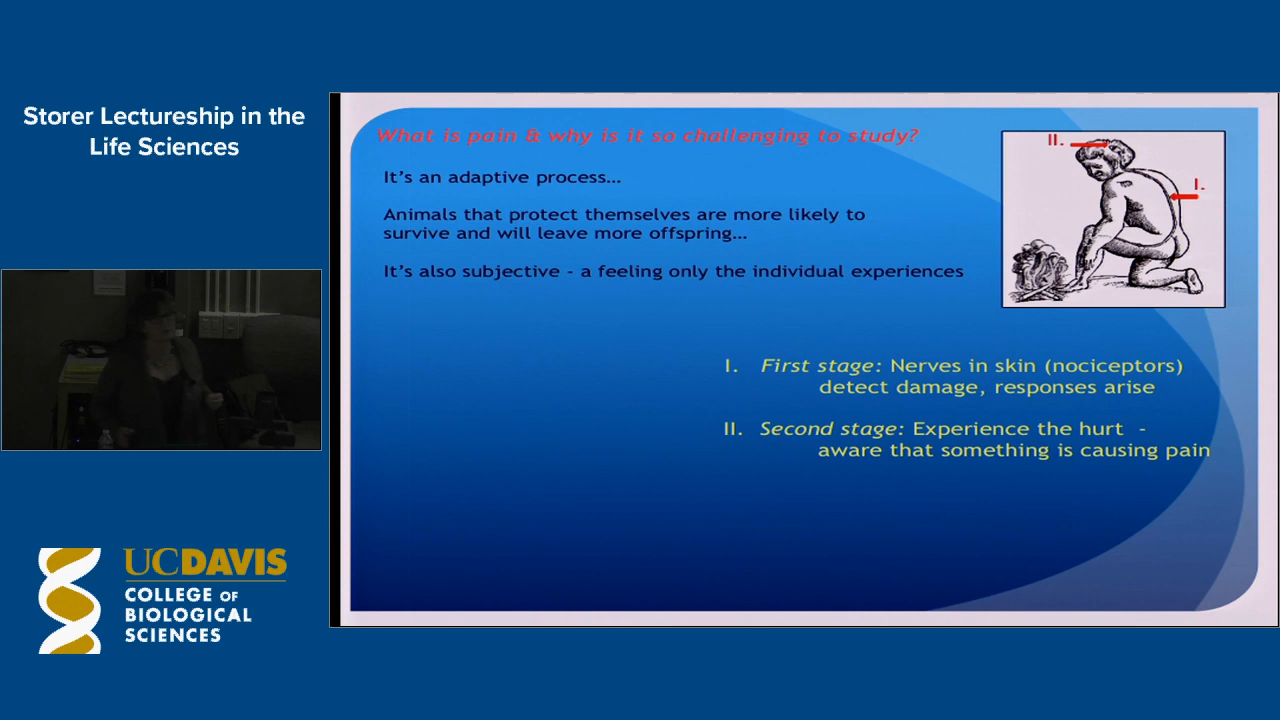 Storer Lectureship in the
Life Sciences
What is pain & why is it so challenging to study?
It's an adaptive process...
Animals that protect themselves are more likely to
survive and will leave more offspring...
It's also subjective - a feeling only the individual experiences
II.
I.
I. First stage: Nerves in skin (nociceptors)
detect damage, responses arise
II. Second stage: Experience the hurt -
aware that something is causing pain
UCDAVIS
COLLEGE OF
BIOLOGICAL
SCIENCES